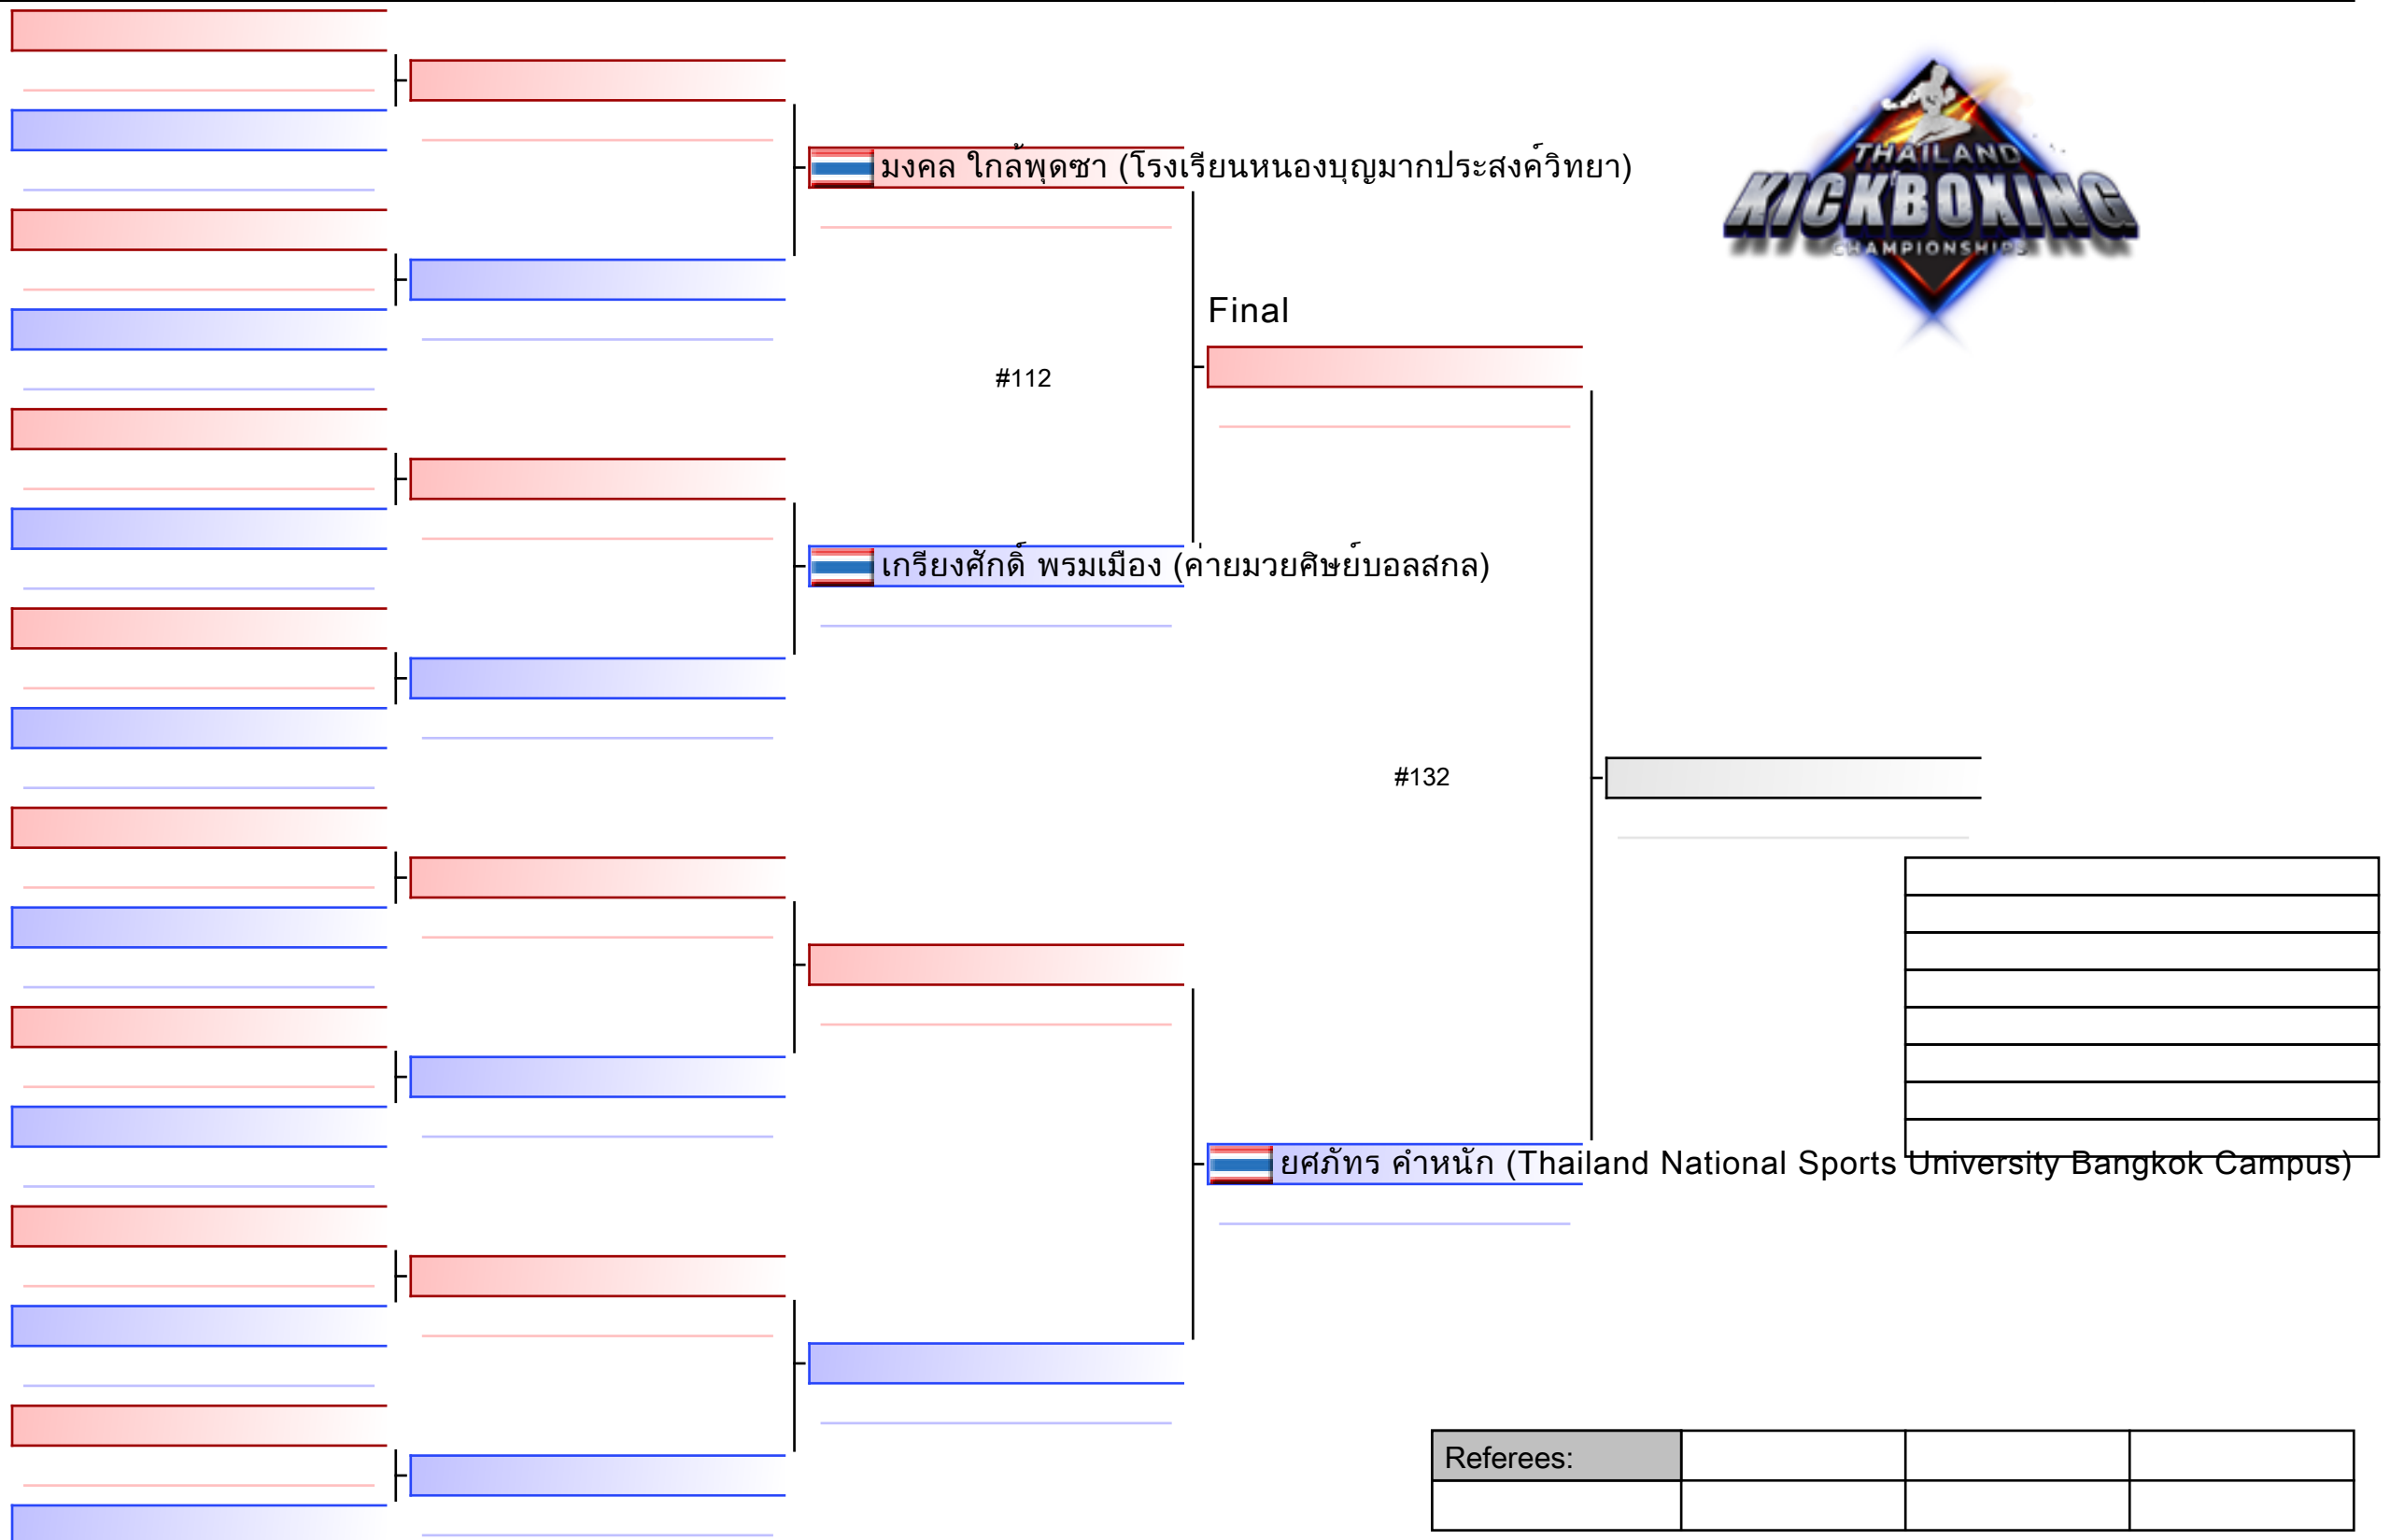 THAILAND
KICKBOXING
CHAMPIONSHIPS
มงคล ใกล้พุดซา (โรงเรียนหนองบุญมากประสงค์วิทยา)
Final
#112
เกรียงศักดิ์ พรมเมือง (ค่ายมวยศิษย์บอลสกล)
#132
ยศภัทร คำหนัก (Thailand National Sports University Bangkok Campus)
Referees: